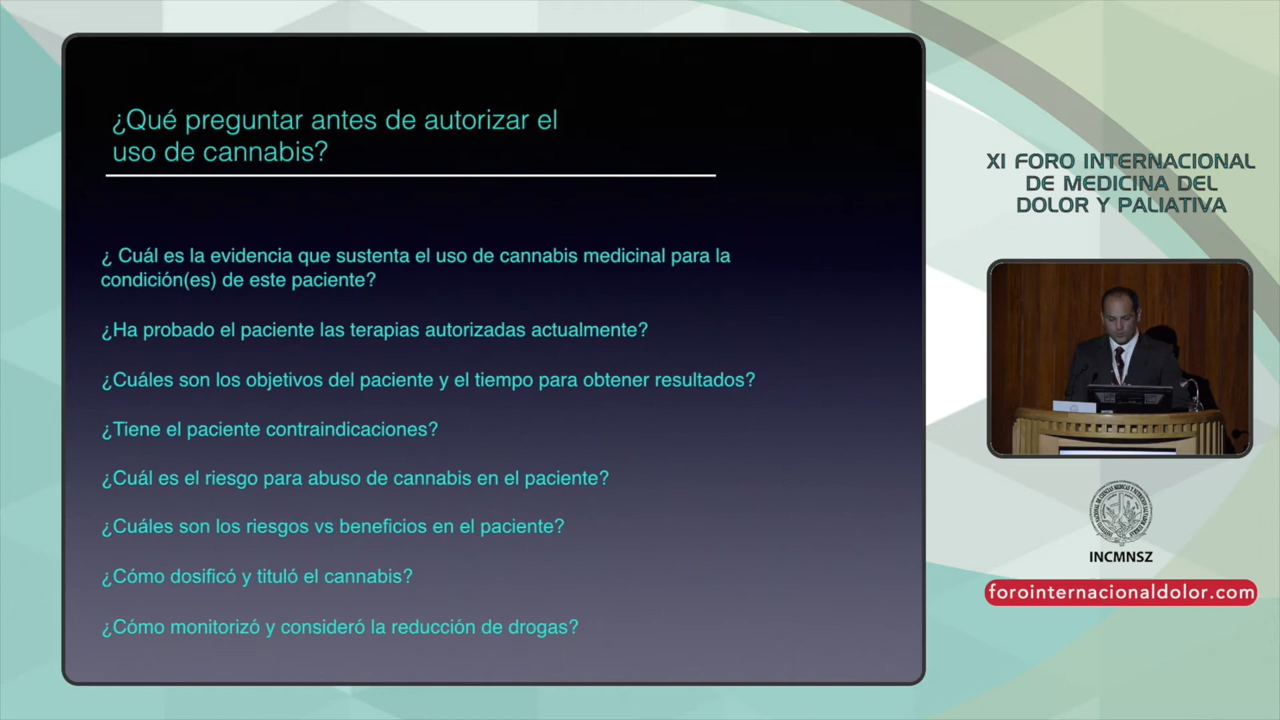 ¿Qué preguntar antes de autorizar el
uso de cannabis?
¿ Cuál es la evidencia que sustenta el uso de cannabis medicinal para la
condición(es) de este paciente?
¿Ha probado el paciente las terapias autorizadas actualmente?
¿Cuáles son los objetivos del paciente y el tiempo para obtener resultados?
¿Tiene el paciente contraindicaciones?
¿Cuál es el riesgo para abuso de cannabis en el paciente?
¿Cuáles son los riesgos vs beneficios en el paciente?
¿Cómo dosificó y tituló el cannabis?
¿Cómo monitorizó y consideró la reducción de drogas?
XI FORO INTERNACIONAL
DE MEDICINA DEL
DOLOR Y PALIATIVA
INCMNSZ
forointernacionaldolor.com